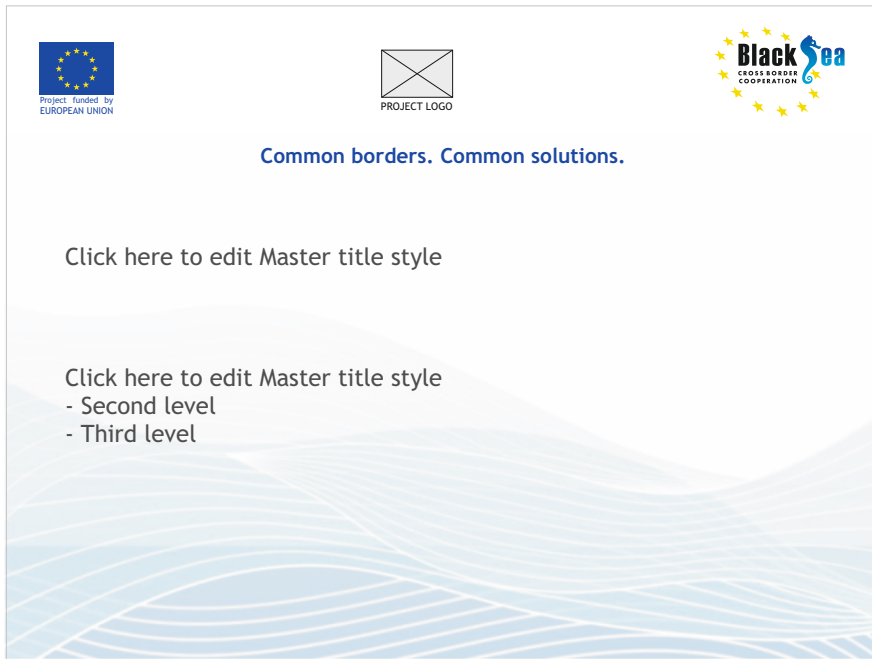 Project funded by
EUROPEAN UNION
PROJECT LOGO
Black Sea
CROSS BORDER
COOPERATION
Common borders. Common solutions.
Click here to edit Master title style
Click here to edit Master title style
- Second level
- Third level